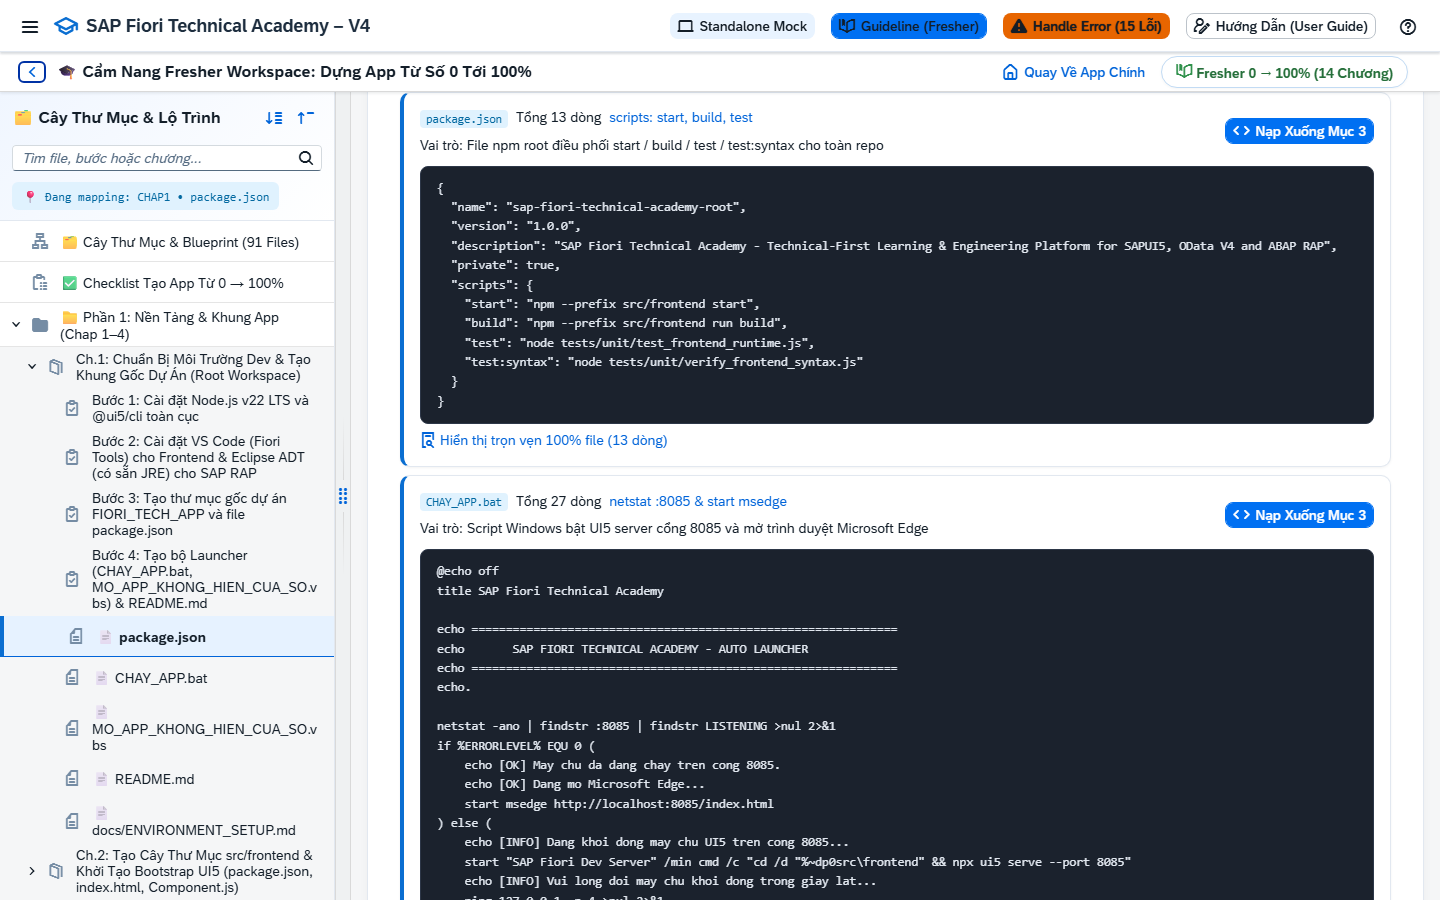 SAP Fiori Technical Academy – V4
Standalone Mock
Guideline (Fresher)
Handle Error (15 Lỗi)
Hướng Dẫn (User Guide)
Cẩm Nang Fresher Workspace: Dựng App Từ Số 0 Tới 100%
Quay Về App Chính
Fresher 0 → 100% (14 Chương)
Cây Thư Mục & Lộ Trình
Tìm file, bước hoặc chương...
Đang mapping: CHAP1 • package.json
Cây Thư Mục & Blueprint (91 Files)
Checklist Tạo App Từ 0 → 100%
Phần 1: Nền Tảng & Khung App
(Chap 1–4)
Ch.1: Chuẩn Bị Môi Trường Dev & Tạo
Khung Gốc Dự Án (Root Workspace)
Bước 1: Cài đặt Node.js v22 LTS và
@ui5/cli toàn cục
Bước 2: Cài đặt VS Code (Fiori
Tools) cho Frontend & Eclipse ADT
(có sẵn JRE) cho SAP RAP
Bước 3: Tạo thư mục gốc dự án
FIORI_TECH_APP và file
package.json
Bước 4: Tạo bộ Launcher
(CHAY_APP.bat,
MO_APP_KHONG_HIEN_CUA_SO.v
bs) & README.md
package.json
CHAY_APP.bat
MO_APP_KHONG_HIEN_CUA_SO.v
bs
README.md
docs/ENVIRONMENT_SETUP.md
Ch.2: Tạo Cây Thư Mục src/frontend &
Khởi Tạo Bootstrap UI5 (package.json,
index.html, Component.js)
package.json Tổng 13 dòng scripts: start, build, test
Vai trò: File npm root điều phối start / build / test / test:syntax cho toàn repo
Nạp Xuống Mục 3
{
"name": "sap-fiori-technical-academy-root",
"version": "1.0.0",
"description": "SAP Fiori Technical Academy - Technical-First Learning & Engineering Platform for SAPUI5, OData V4 and ABAP RAP",
"private": true,
"scripts": {
"start": "npm --prefix src/frontend start",
"build": "npm --prefix src/frontend run build",
"test": "node tests/unit/test_frontend_runtime.js",
"test:syntax": "node tests/unit/verify_frontend_syntax.js"
}
}
Hiển thị trọn vẹn 100% file (13 dòng)
CHAY_APP.bat Tổng 27 dòng netstat :8085 & start msedge
Vai trò: Script Windows bật UI5 server cổng 8085 và mở trình duyệt Microsoft Edge
Nạp Xuống Mục 3
@echo off
title SAP Fiori Technical Academy
echo ==============================================================
echo SAP FIORI TECHNICAL ACADEMY - AUTO LAUNCHER
echo ==============================================================
echo.
netstat -ano | findstr :8085 | findstr LISTENING >nul 2>&1
if %ERRORLEVEL% EQU 0 (
echo [OK] May chu da dang chay tren cong 8085.
echo [OK] Dang mo Microsoft Edge...
start msedge http://localhost:8085/index.html
) else (
echo [INFO] Dang khoi dong may chu UI5 tren cong 8085...
start "SAP Fiori Dev Server" /min cmd /c "cd /d "%~dp0src\frontend" && npx ui5 serve --port 8085"
echo [INFO] Vui long doi may chu khoi dong trong giay lat...